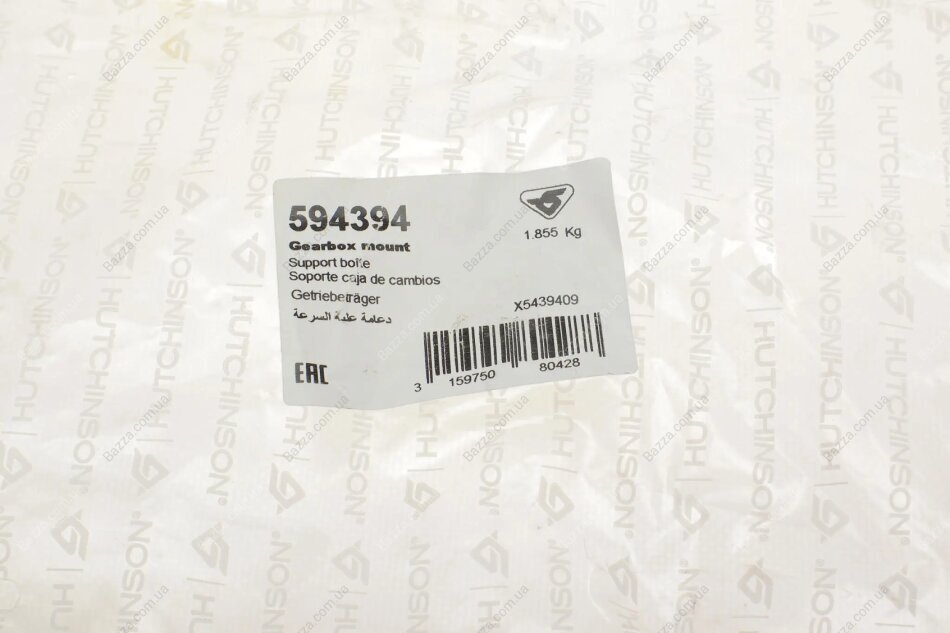 594394
Gearbox mount
Support boîte
Soporte caja de cambios
Getriebeträger
دعامة علبة السرعة
1.855 Kg
X5439409
EAC
3 159750 80428
HUTCHINSON®
Bazza.com.ua